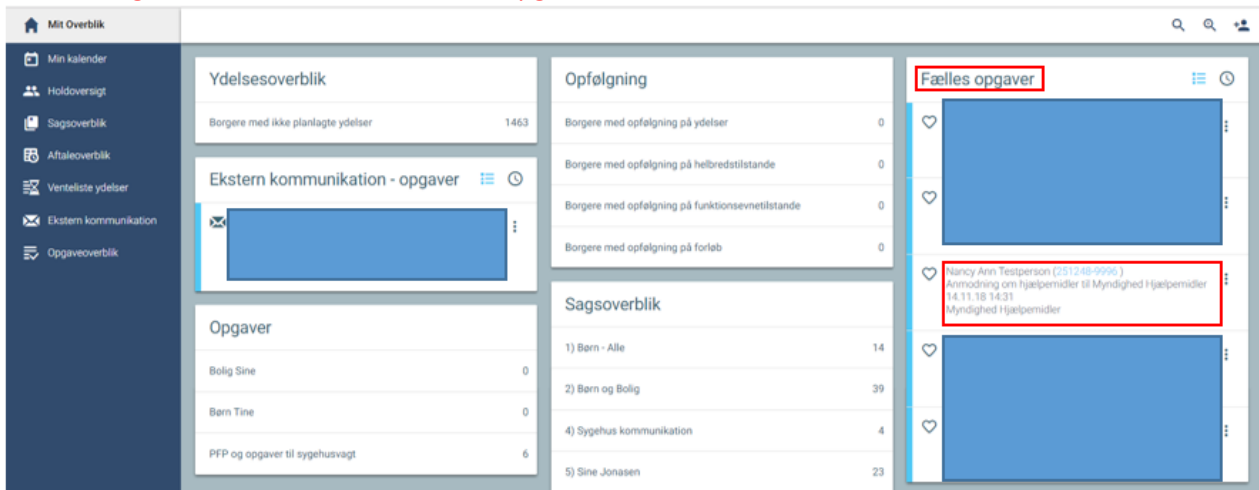 Mit Overblik
Min kalender
Holdoversigt
Sagsoverblik
Aftaleoverblik
Venteliste ydelser
Ekstern kommunikation
Opgaveoverblik
Ydelsesoverblik
Borgere med ikke planlagte ydelser 1463
Ekstern kommunikation - opgaver
Opgaver
Bolig Sine 0
Børn Tine 0
PFP og opgaver til sygehusvagt 6
Opfølgning
Borgere med opfølgning på ydelser 0
Borgere med opfølgning på helbredstilstande 0
Borgere med opfølgning på funktionsevnetilstande 0
Borgere med opfølgning på forløb 0
Sagsoverblik
1) Børn - Alle 14
2) Børn og Bolig 39
4) Sygehus kommunikation 4
5) Sine Jonasen 23
Fælles opgaver
Nancy Ann Testperson (251248-9996 )
Anmodning om hjælpemidler til Myndighed Hjælpemidler
14.11.18 14:31
Myndighed Hjælpemidler